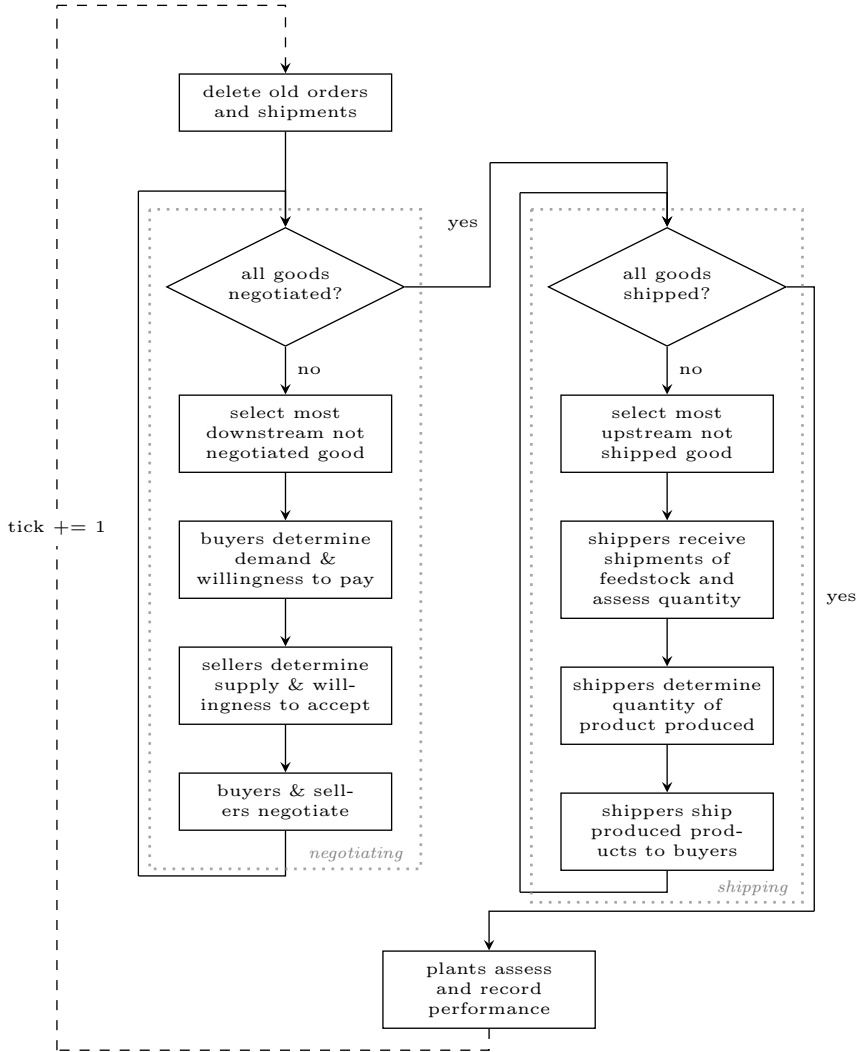 delete old orders
and shipments
all goods
negotiated?
yes
no
select most
downstream not
negotiated good
buyers determine
demand &
willingness to pay
sellers determine
supply & will-
ingness to accept
buyers & sell-
ers negotiate
negotiating
all goods
shipped?
no
select most
upstream not
shipped good
shippers receive
shipments of
feedstock and
assess quantity
shippers determine
quantity of
product produced
shippers ship
produced prod-
ucts to buyers
shipping
yes
plants assess
and record
performance
tick += 1